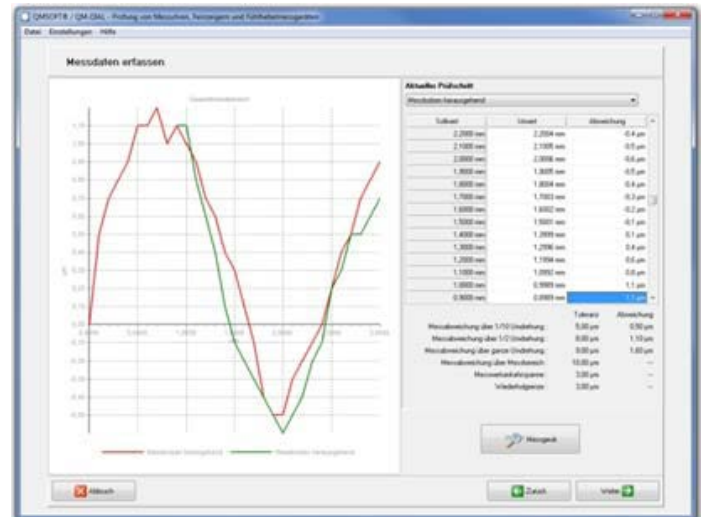 QMSOFT® / QM-DIAL - Prüfung von Messuhren, Feinzeigern und Fühlhebelmessgeräten
Datei Einstellungen Hilfe
Messdaten erfassen
Aktueller Prüfschritt
Messbolzen herausgehend
Sollwert Istwert Abweichung
2,2000 mm 2,2004 mm -0,4 µm
2,1000 mm 2,1005 mm -0,5 µm
2,0000 mm 2,0006 mm -0,6 µm
1,9000 mm 1,9005 mm -0,5 µm
1,8000 mm 1,8004 mm -0,4 µm
1,7000 mm 1,7003 mm -0,3 µm
1,6000 mm 1,6002 mm -0,2 µm
1,5000 mm 1,5001 mm -0,1 µm
1,4000 mm 1,3999 mm 0,1 µm
1,3000 mm 1,2996 mm 0,4 µm
1,2000 mm 1,1994 mm 0,6 µm
1,1000 mm 1,0992 mm 0,8 µm
1,0000 mm 0,9989 mm 1,1 µm
0,9000 mm 0,8989 mm 1,1 µm
Toleranz Abweichung
Messabweichung über 1/10 Umdrehung: 5,00 µm 0,50 µm
Messabweichung über 1/2 Umdrehung: 8,00 µm 1,10 µm
Messabweichung über ganze Umdrehung: 9,00 µm 1,60 µm
Messabweichung über Messbereich: 10,00 µm --
Messwertumkehrspanne: 3,00 µm --
Wiederholgrenze: 3,00 µm --
Messgerät
µm
Messbolzen hineingehend Messbolzen herausgehend
Abbruch Zurück Weiter